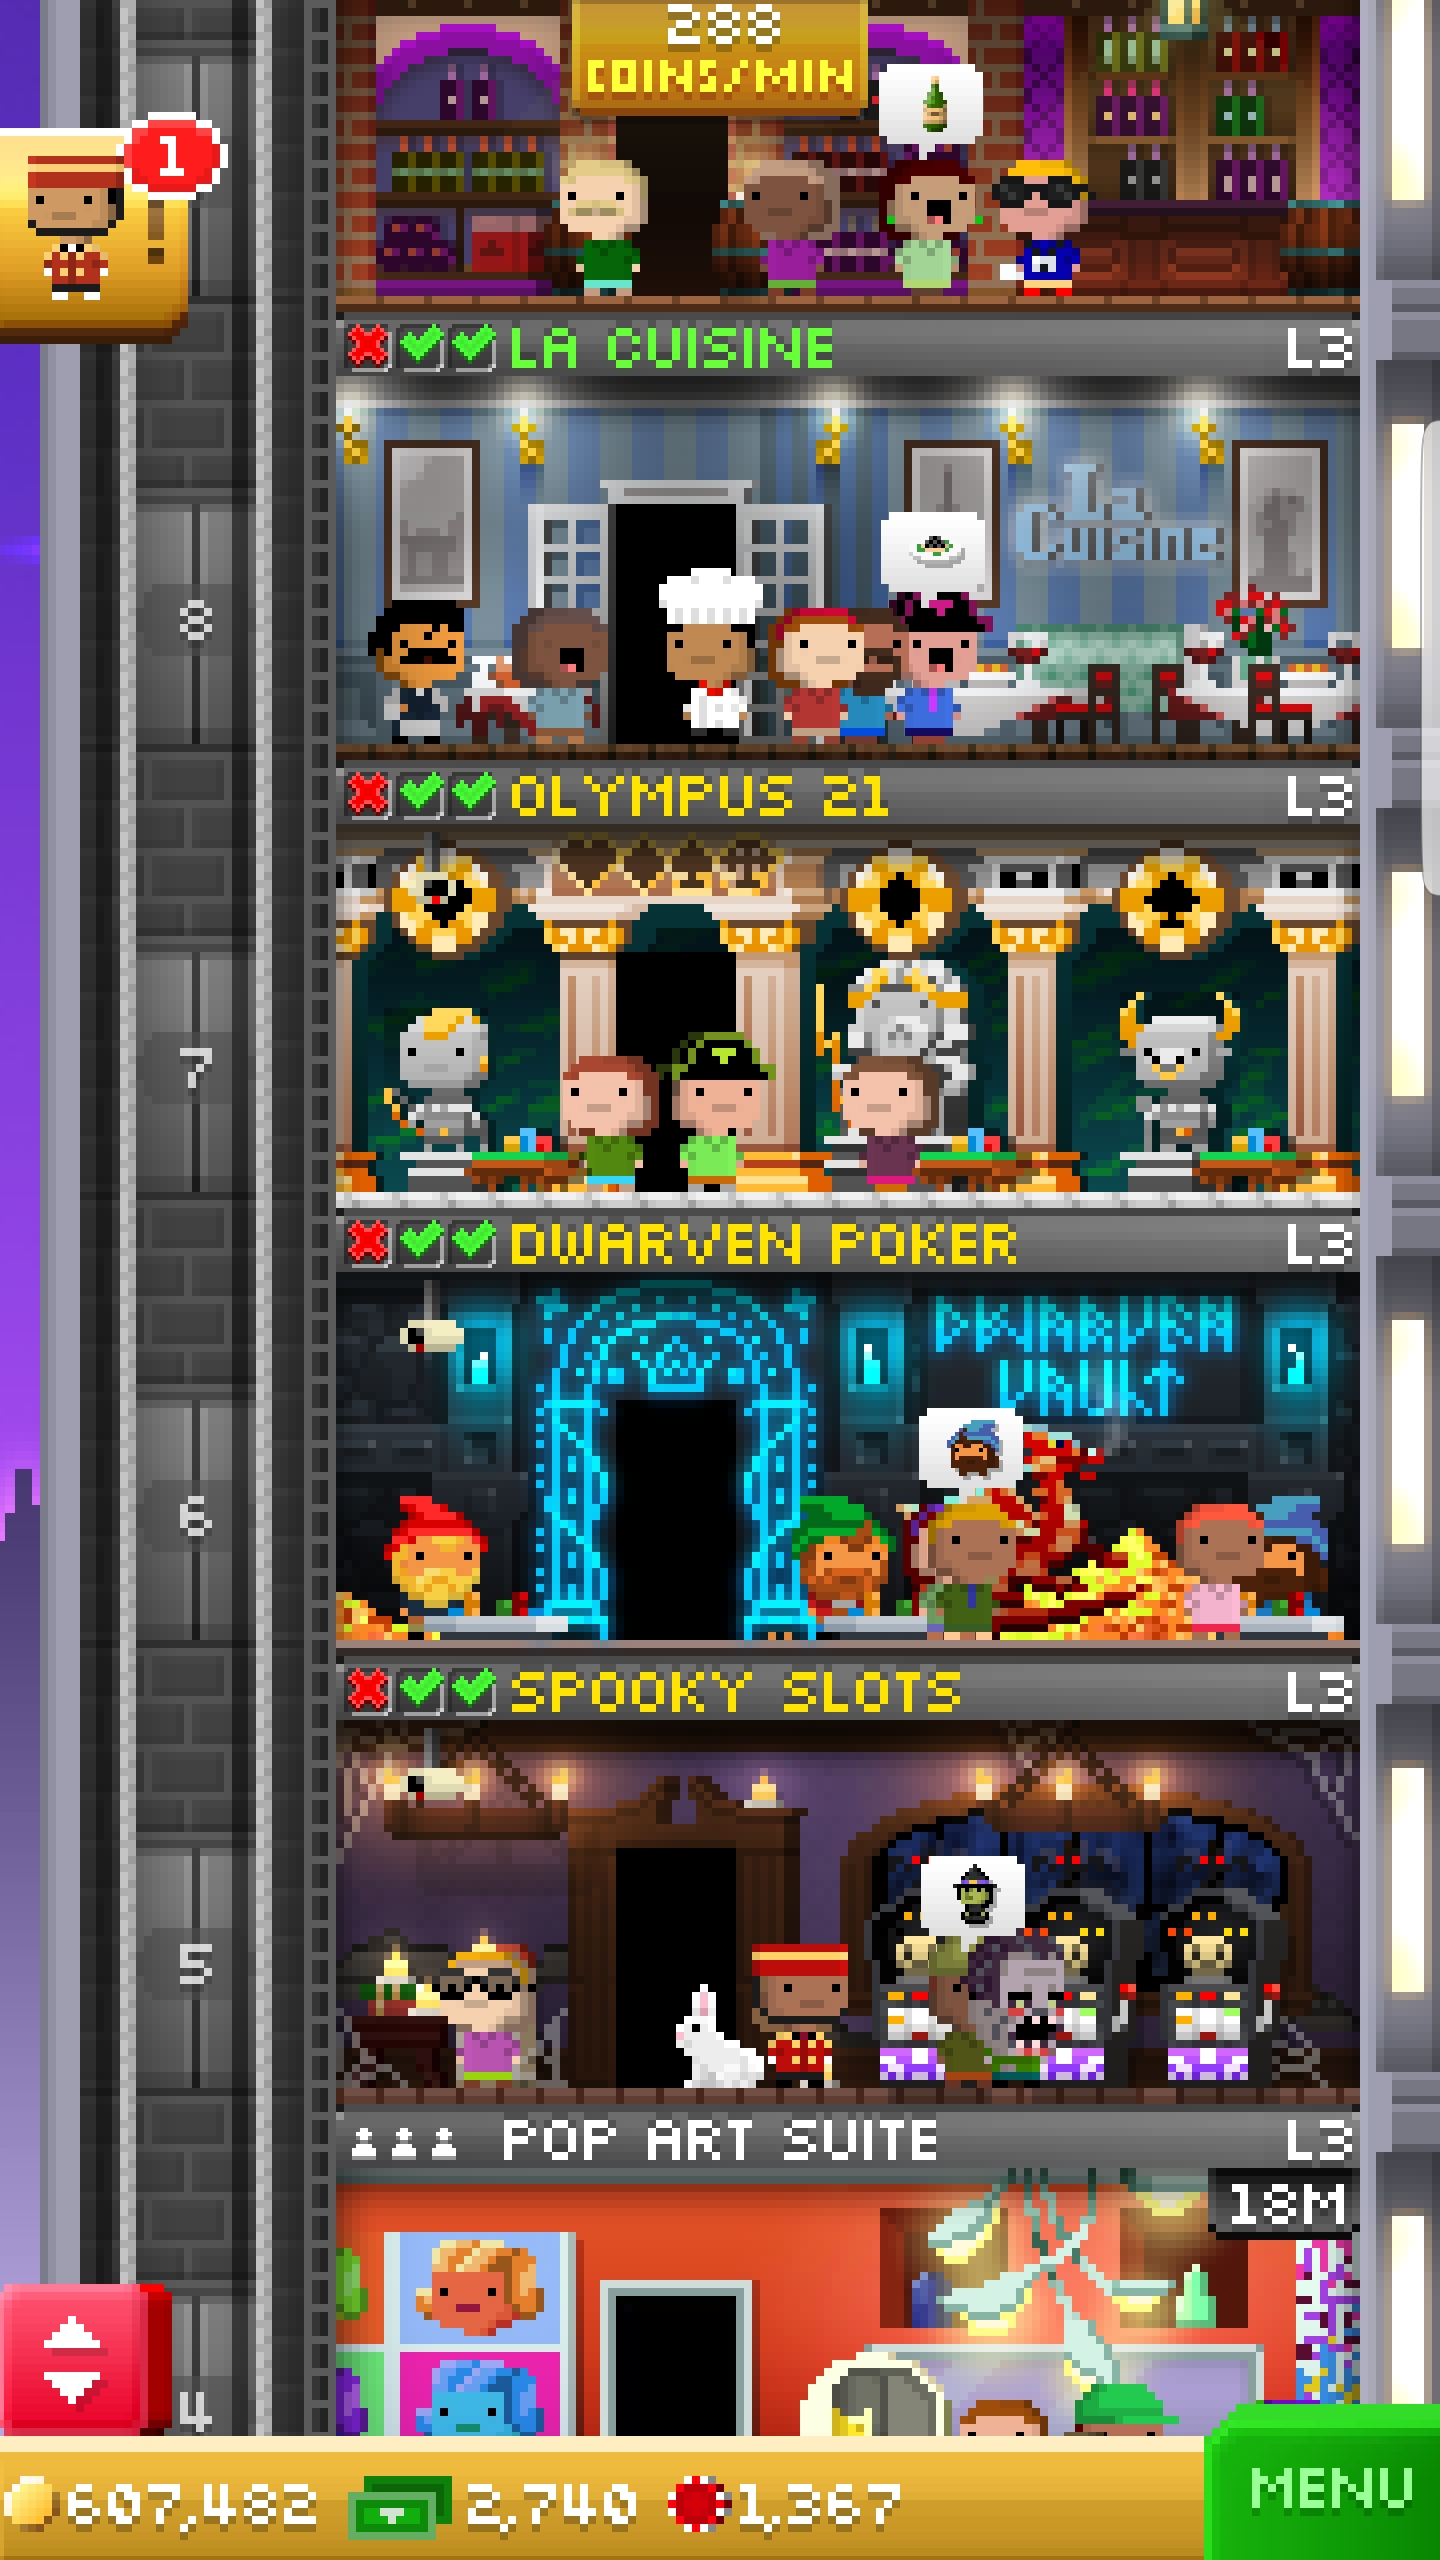 288
COINS/MIN
1
LA CUISINE L3
La
Cuisine
8
OLYMPUS 21 L3
7
DWARVEN POKER L3
DWARVEN
VAULT
6
SPOOKY SLOTS L3
5
POP ART SUITE L3
18M
4
607,482 2,740 1,367
MENU